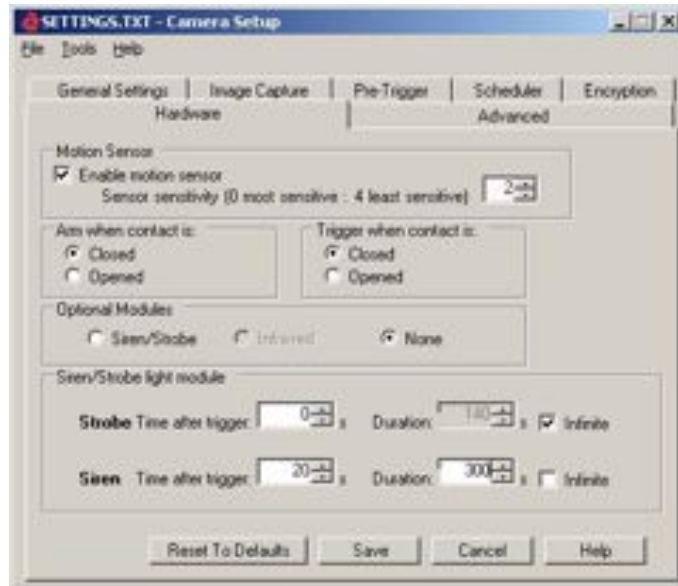 SETTINGS.TXT - Camera Setup
File Tools Help
General Settings Image Capture Pre-Trigger Scheduler Encryption
Hardware Advanced
Motion Sensor
Enable motion sensor
Sensor sensitivity (0 most sensitive : 4 least sensitive) 2
Arm when contact is: Trigger when contact is:
Closed Closed
Opened Opened
Optional Modules
Siren/Strobe Infrared None
Siren/Strobe light module
Strobe Time after trigger: 0 s Duration: 140 s Infinite
Siren Time after trigger: 20 s Duration: 300 s Infinite
Reset To Defaults Save Cancel Help